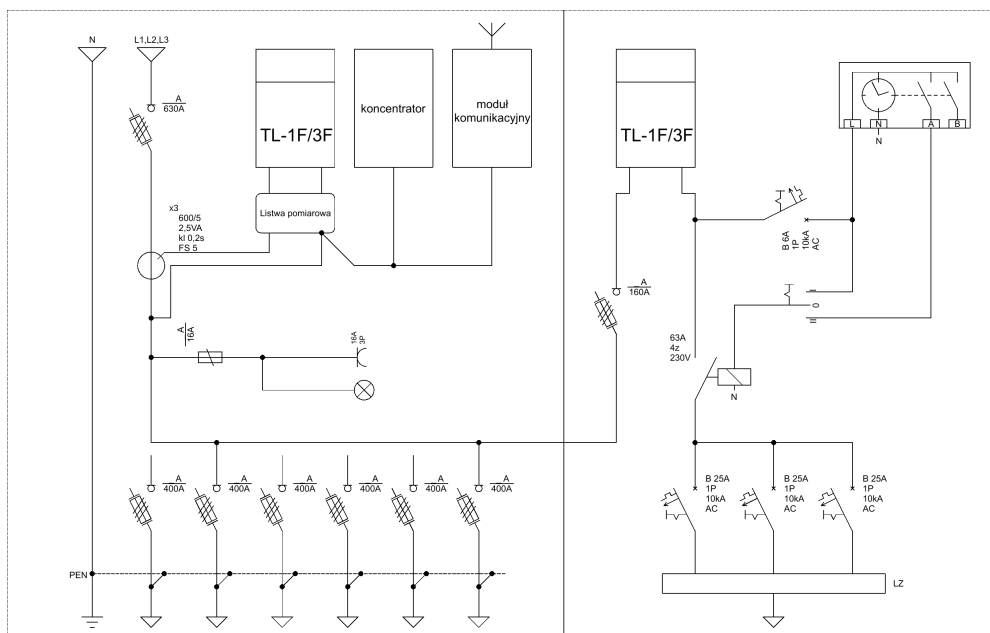 N
L1,L2,L3
A
630A
TL-1F/3F
koncentrator
moduł
komunikacyjny
Listwa pomiarowa
x3
600/5
2,5VA
kl 0,2s
FS 5
A
16A
16A
3P
A
400A
A
400A
A
400A
A
400A
A
400A
A
400A
PEN
TL-1F/3F
A
160A
L
N
A
B
N
B 6A
1P
10kA
AC
I
0
II
63A
4z
230V
N
B 25A
1P
10kA
AC
B 25A
1P
10kA
AC
B 25A
1P
10kA
AC
LZ